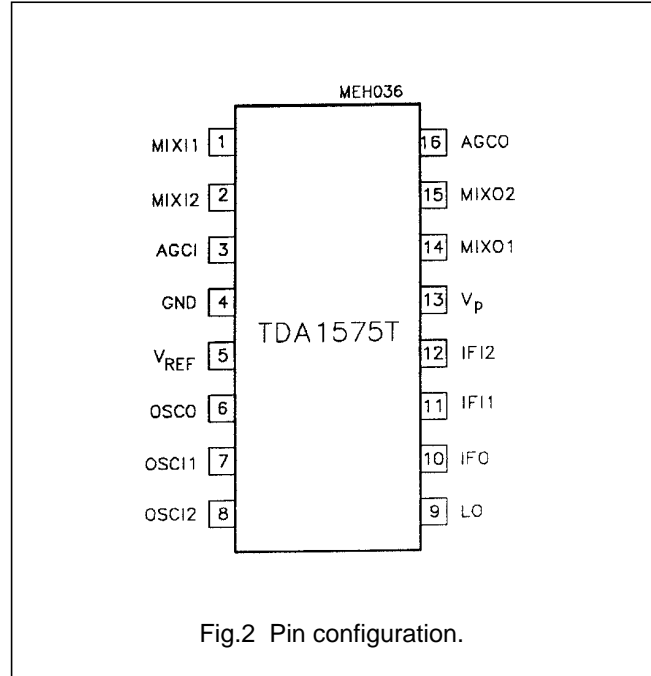 MEH036
MIXI1 1
MIXI2 2
AGCI 3
GND 4
VREF 5
OSCO 6
OSCI1 7
OSCI2 8
TDA1575T
16 AGCO
15 MIXO2
14 MIXO1
13 Vp
12 IFI2
11 IFI1
10 IFO
9 LO
Fig.2 Pin configuration.